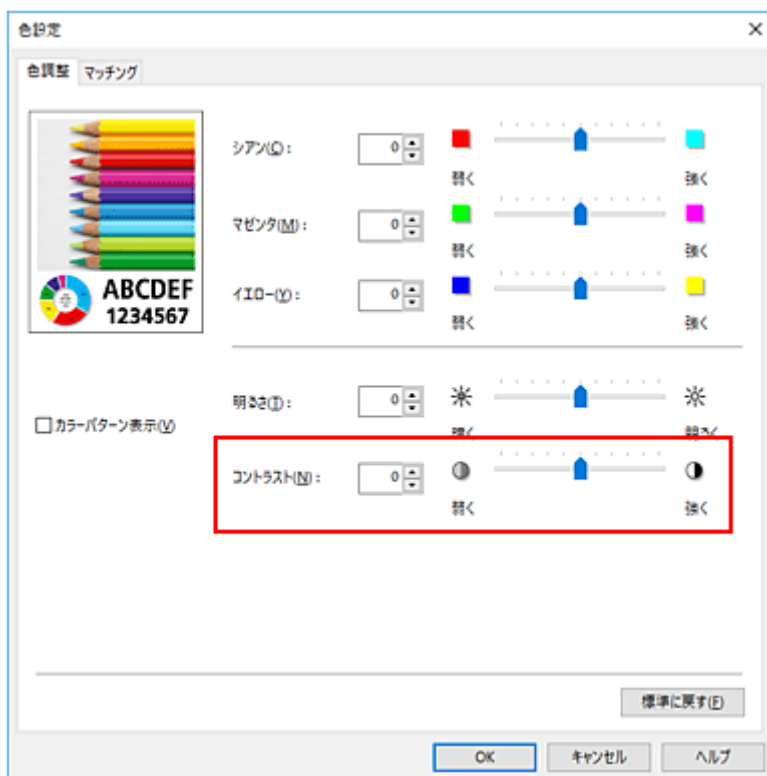 色設定
色調整 マッチング
シアン(C): 0
弱く 強く
マゼンタ(M): 0
弱く 強く
イエロー(Y): 0
弱く 強く
ABCDEF
1234567
明るさ(T): 0
カラーパターン表示(V)
コントラスト(N): 0
弱く 強く
標準に戻す(F)
OK キャンセル ヘルプ